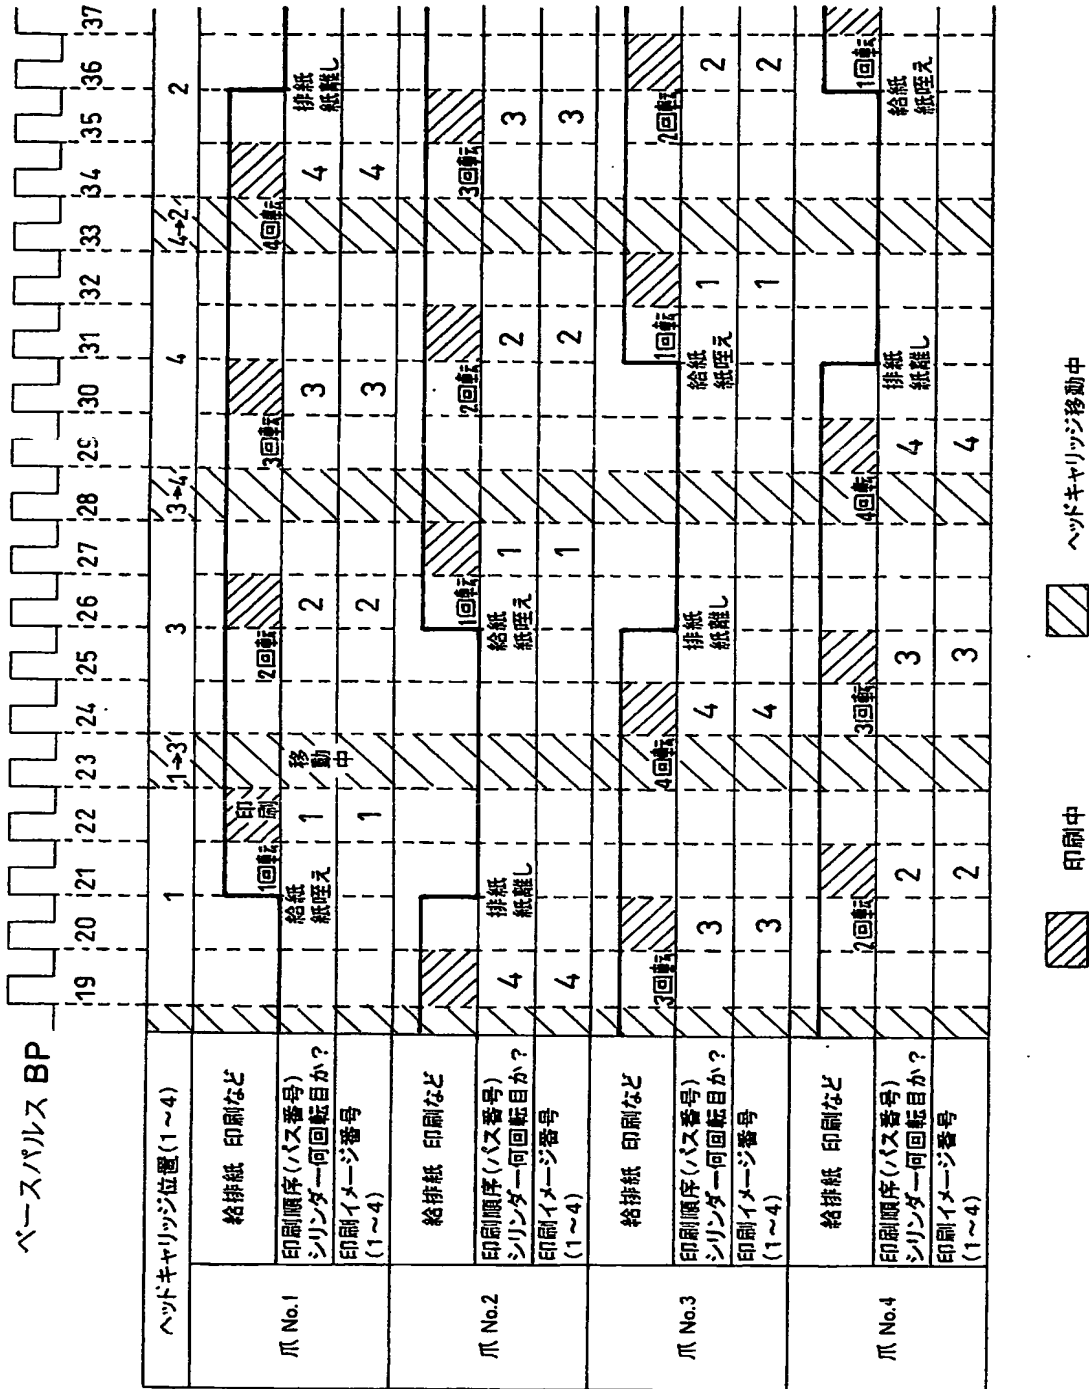 ベースパルス BP
19 20 21 22 23 24 25 26 27 28 29 30 31 32 33 34 35 36 37
ヘッドキャリッジ位置(1~4)
1 1→3 3 3→4 4 4→2 2
爪 No.1
給排紙 印刷など
1回転 印刷 2回転 3回転 4回転
印刷順序(パス番号)
シリンダー何回転目か?
給紙
紙咥え
1 移動中 2 3 4
排紙
紙離し
印刷イメージ番号
(1~4)
1 2 3 4
爪 No.2
給排紙 印刷など
1回転 2回転 3回転
印刷順序(パス番号)
シリンダー何回転目か?
4
排紙
紙離し
給紙
紙咥え
1 2 3
印刷イメージ番号
(1~4)
4 1 2 3
爪 No.3
給排紙 印刷など
3回転 4回転 1回転 2回転
印刷順序(パス番号)
シリンダー何回転目か?
3 4
排紙
紙離し
給紙
紙咥え
1 2
印刷イメージ番号
(1~4)
3 4 1 2
爪 No.4
給排紙 印刷など
2回転 3回転 4回転 1回転
印刷順序(パス番号)
シリンダー何回転目か?
2 3 4
排紙
紙離し
給紙
紙咥え
印刷イメージ番号
(1~4)
2 3 4
印刷中
ヘッドキャリッジ移動中